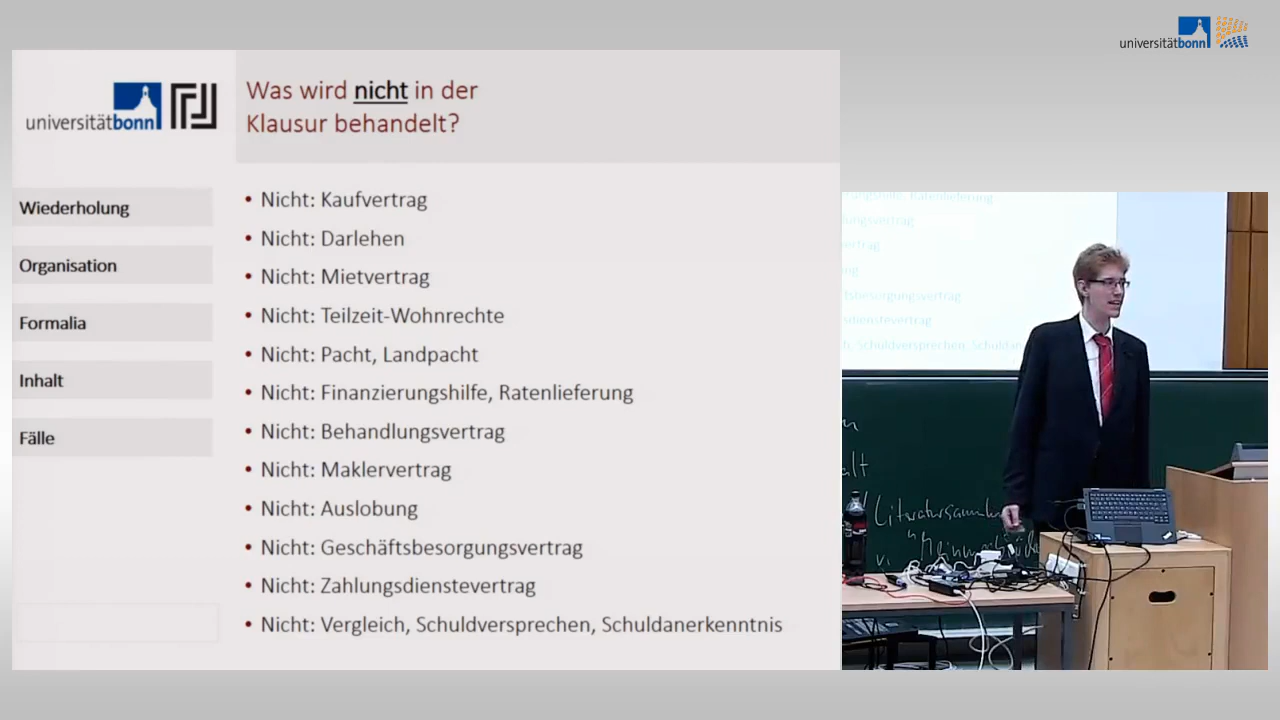 universitätbonn
universitätbonn
Was wird nicht in der
Klausur behandelt?
Wiederholung
Organisation
Formalia
Inhalt
Fälle
• Nicht: Kaufvertrag
• Nicht: Darlehen
• Nicht: Mietvertrag
• Nicht: Teilzeit-Wohnrechte
• Nicht: Pacht, Landpacht
• Nicht: Finanzierungshilfe, Ratenlieferung
• Nicht: Behandlungsvertrag
• Nicht: Maklervertrag
• Nicht: Auslobung
• Nicht: Geschäftsbesorgungsvertrag
• Nicht: Zahlungsdienstevertrag
• Nicht: Vergleich, Schuldversprechen, Schuldanerkenntnis
Ratenlieferung
Schuldversprechen,